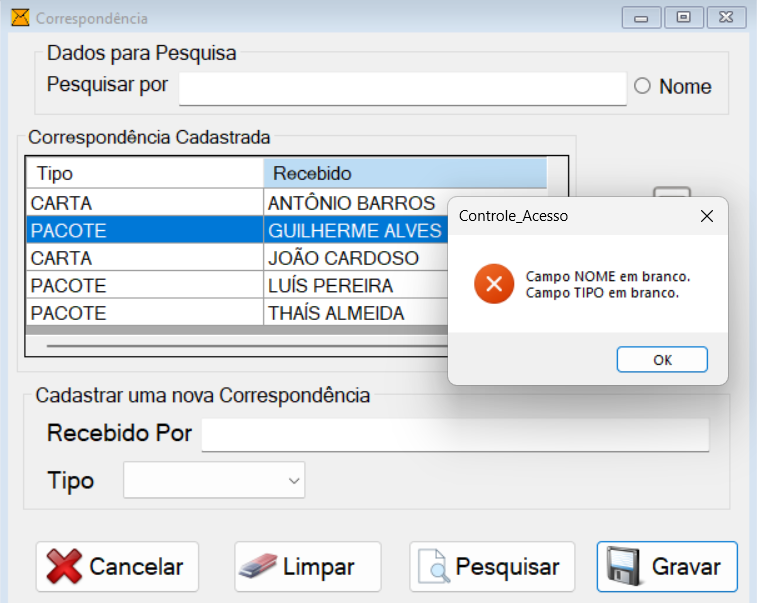 Correspondência
Dados para Pesquisa
Pesquisar por
Nome
Correspondência Cadastrada
Tipo Recebido
CARTA ANTÔNIO BARROS
PACOTE GUILHERME ALVES
CARTA JOÃO CARDOSO
PACOTE LUÍS PEREIRA
PACOTE THAÍS ALMEIDA
Controle_Acesso
Campo NOME em branco.
Campo TIPO em branco.
OK
Cadastrar uma nova Correspondência
Recebido Por
Tipo
Cancelar Limpar Pesquisar Gravar